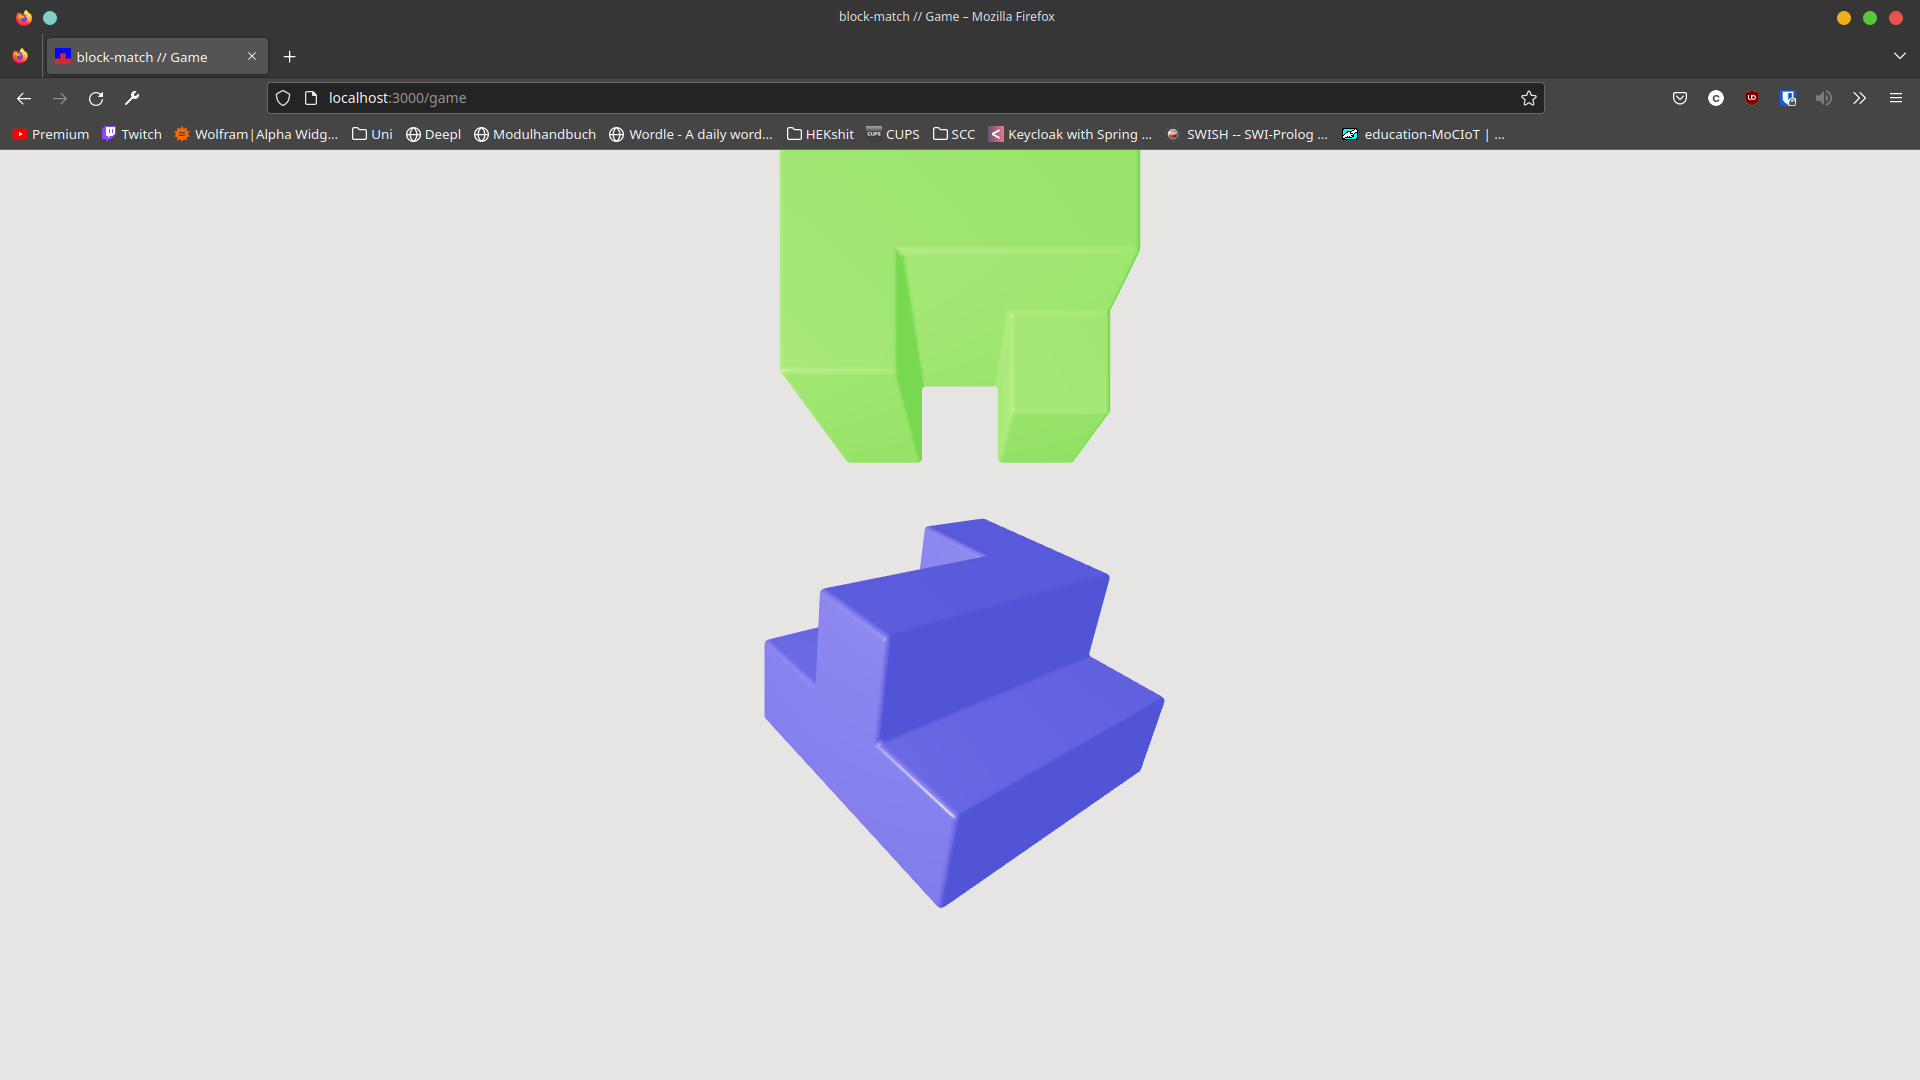 block-match // Game – Mozilla Firefox
block-match // Game
localhost:3000/game
Premium Twitch Wolfram|Alpha Widg... Uni Deepl Modulhandbuch Wordle - A daily word... HEKshit CUPS CUPS SCC Keycloak with Spring ... SWISH -- SWI-Prolog ... education-MoCIoT | ...